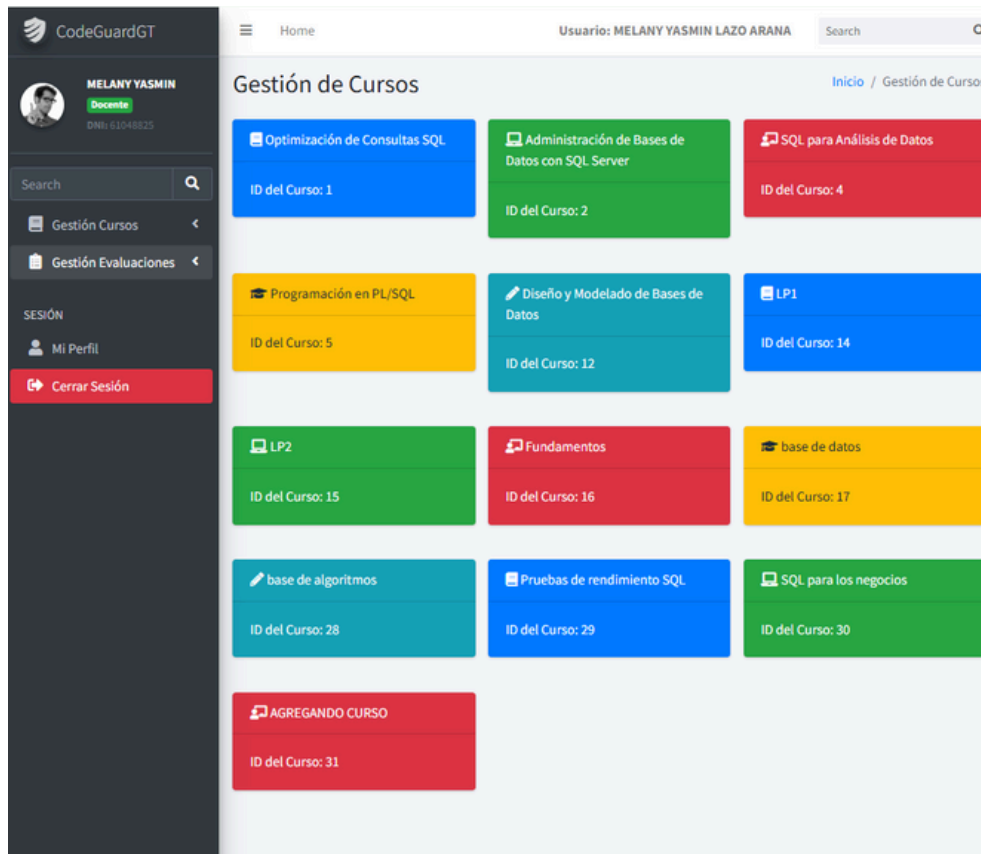 CodeGuardGT
Home
Usuario: MELANY YASMIN LAZO ARANA
Search
MELANY YASMIN
Docente
DNI: 61048825
Search
Gestión Cursos
Gestión Evaluaciones
SESIÓN
Mi Perfil
Cerrar Sesión
Gestión de Cursos
Inicio / Gestión de Cursos
Optimización de Consultas SQL
ID del Curso: 1
Administración de Bases de
Datos con SQL Server
ID del Curso: 2
SQL para Análisis de Datos
ID del Curso: 4
Programación en PL/SQL
ID del Curso: 5
Diseño y Modelado de Bases de
Datos
ID del Curso: 12
LP1
ID del Curso: 14
LP2
ID del Curso: 15
Fundamentos
ID del Curso: 16
base de datos
ID del Curso: 17
base de algoritmos
ID del Curso: 28
Pruebas de rendimiento SQL
ID del Curso: 29
SQL para los negocios
ID del Curso: 30
AGREGANDO CURSO
ID del Curso: 31